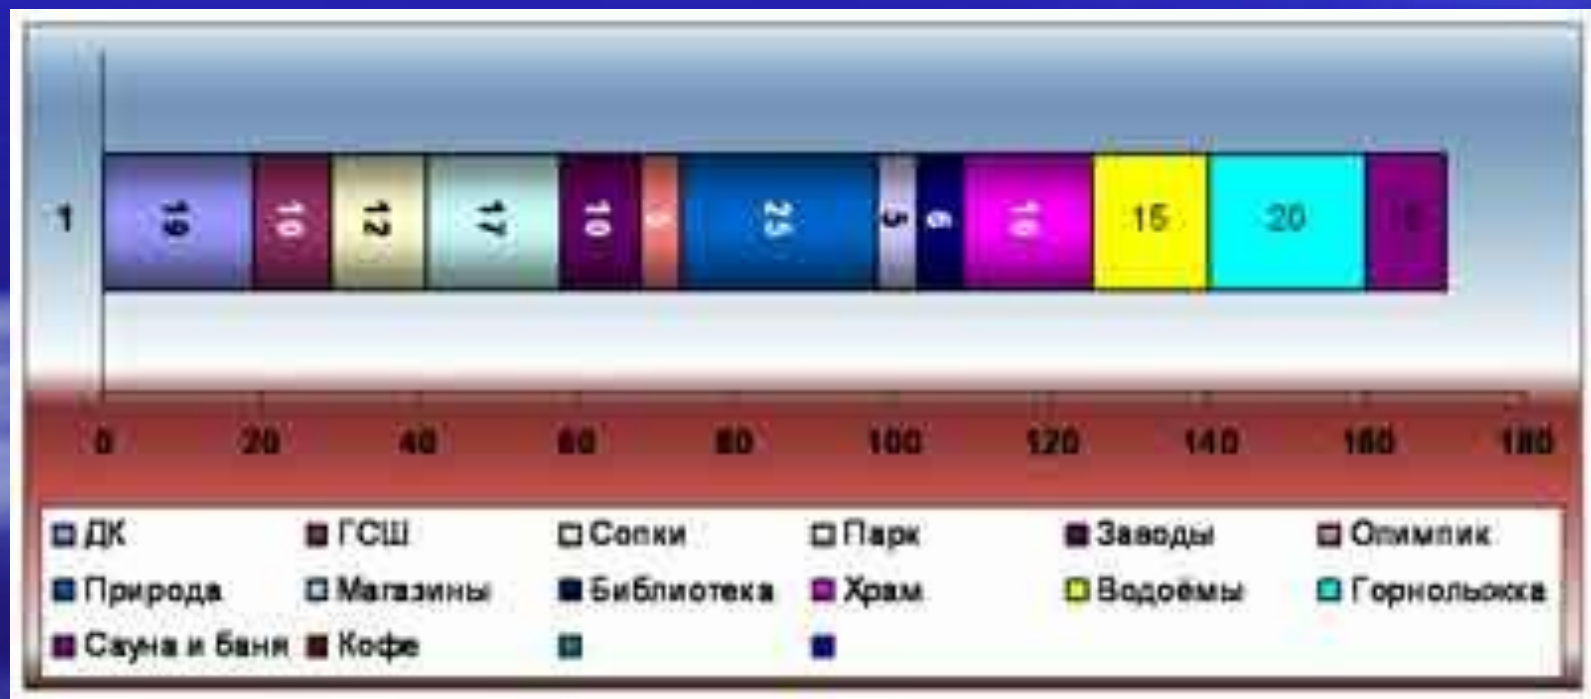 1
19 10 12 17 10 25 5 6 15 20
0 20 40 60 80 100 120 140 160 180
ДК ГСШ Сопки Парк Заводы Олимпик
Природа Магазины Библиотека Храм Водоёмы Горнолыжка
Сауна и баня Кофе